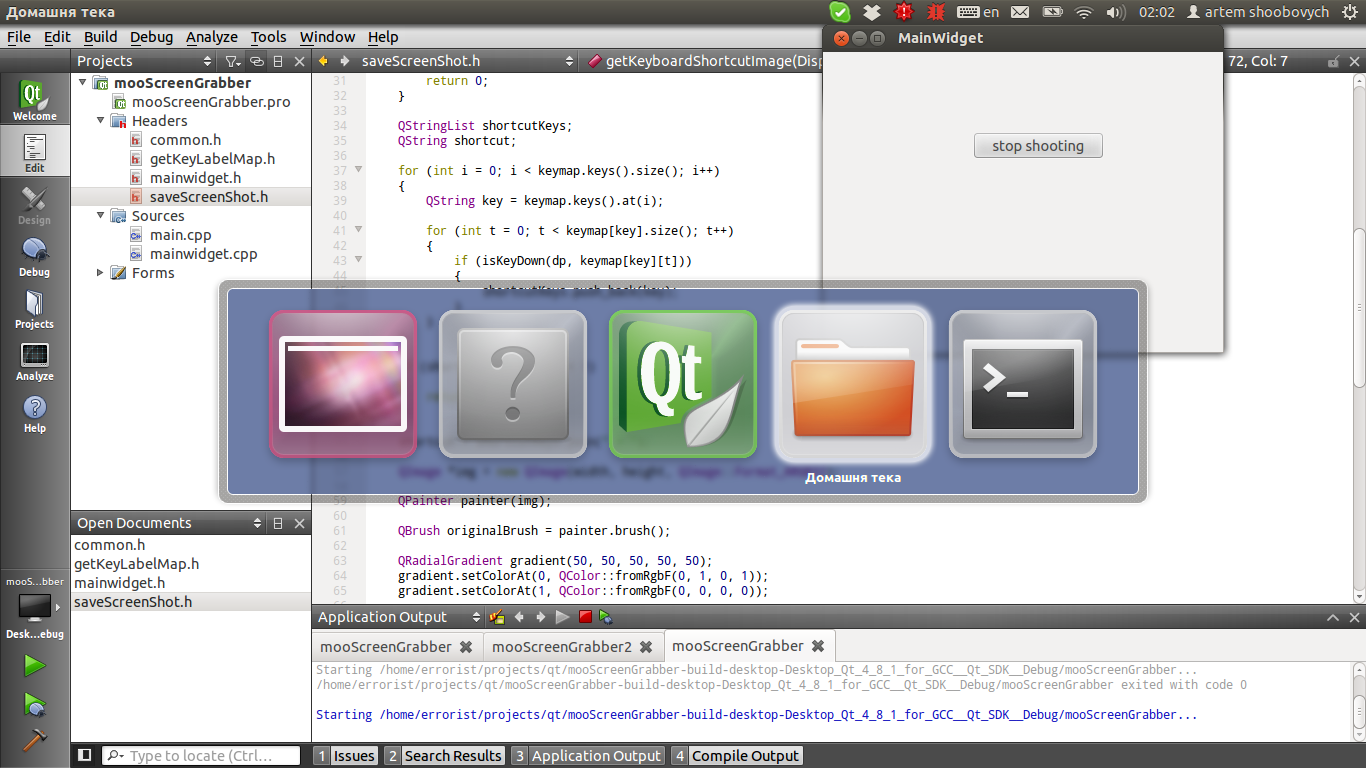 Домашня тека
en
02:02
artem shoobovych
File Edit Build Debug Analyze Tools Window Help
MainWidget
stop shooting
Projects
saveScreenShot.h
getKeyboardShortcutImage(Disp
72, Col: 7
Welcome
Edit
Design
Debug
Projects
Analyze
Help
mooS...bber
Desk...ebug
mooScreenGrabber
mooScreenGrabber.pro
Headers
common.h
getKeyLabelMap.h
mainwidget.h
saveScreenShot.h
Sources
main.cpp
mainwidget.cpp
Forms
31 return 0;
32 }
33
34 QStringList shortcutKeys;
35 QString shortcut;
36
37 for (int i = 0; i < keymap.keys().size(); i++)
38 {
39 QString key = keymap.keys().at(i);
40
41 for (int t = 0; t < keymap[key].size(); t++)
42 {
43 if (isKeyDown(dp, keymap[key][t]))
44 {
shortcutKeys.push_back(key);
Qt
Домашня тека
59 QPainter painter(img);
60
61 QBrush originalBrush = painter.brush();
62
63 QRadialGradient gradient(50, 50, 50, 50, 50);
64 gradient.setColorAt(0, QColor::fromRgbF(0, 1, 0, 1));
65 gradient.setColorAt(1, QColor::fromRgbF(0, 0, 0, 0));
Open Documents
common.h
getKeyLabelMap.h
mainwidget.h
saveScreenShot.h
Application Output
mooScreenGrabber mooScreenGrabber2 mooScreenGrabber
Starting /home/errorist/projects/qt/mooScreenGrabber-build-desktop-Desktop_Qt_4_8_1_for_GCC__Qt_SDK__Debug/mooScreenGrabber...
/home/errorist/projects/qt/mooScreenGrabber-build-desktop-Desktop_Qt_4_8_1_for_GCC__Qt_SDK__Debug/mooScreenGrabber exited with code 0
Starting /home/errorist/projects/qt/mooScreenGrabber-build-desktop-Desktop_Qt_4_8_1_for_GCC__Qt_SDK__Debug/mooScreenGrabber...
Type to locate (Ctrl...
1 Issues 2 Search Results 3 Application Output 4 Compile Output